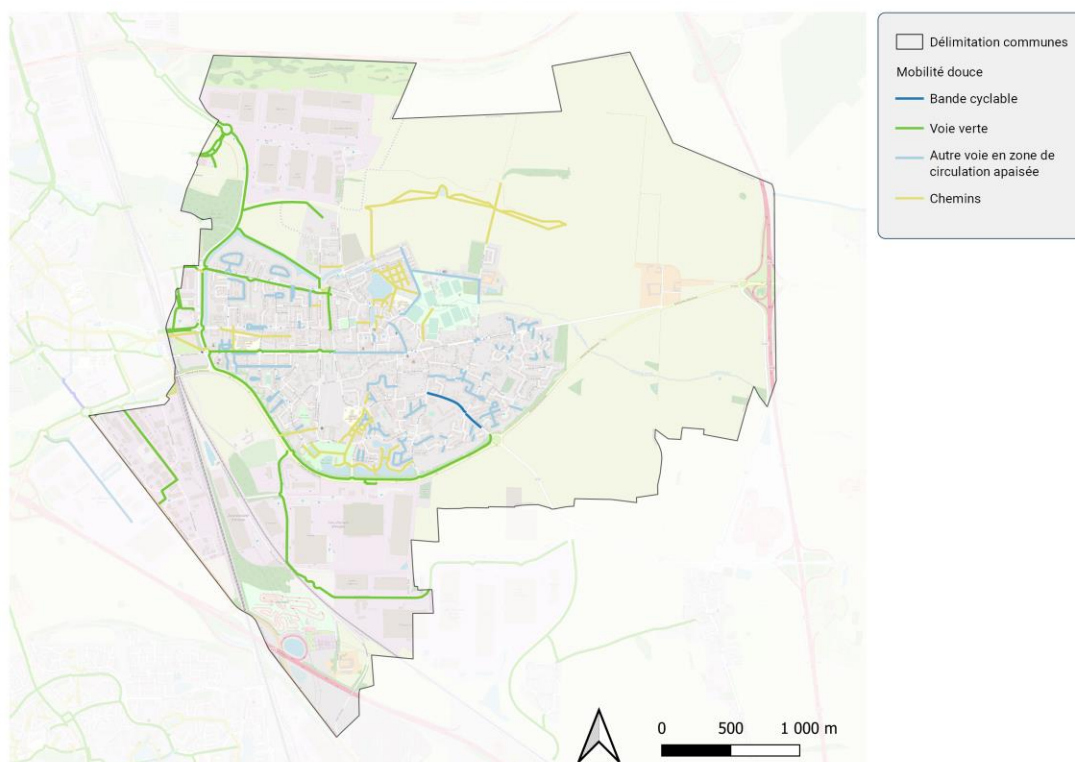 Délimitation communes
Mobilité douce
Bande cyclable
Voie verte
Autre voie en zone de
circulation apaisée
Chemins
0 500 1 000 m